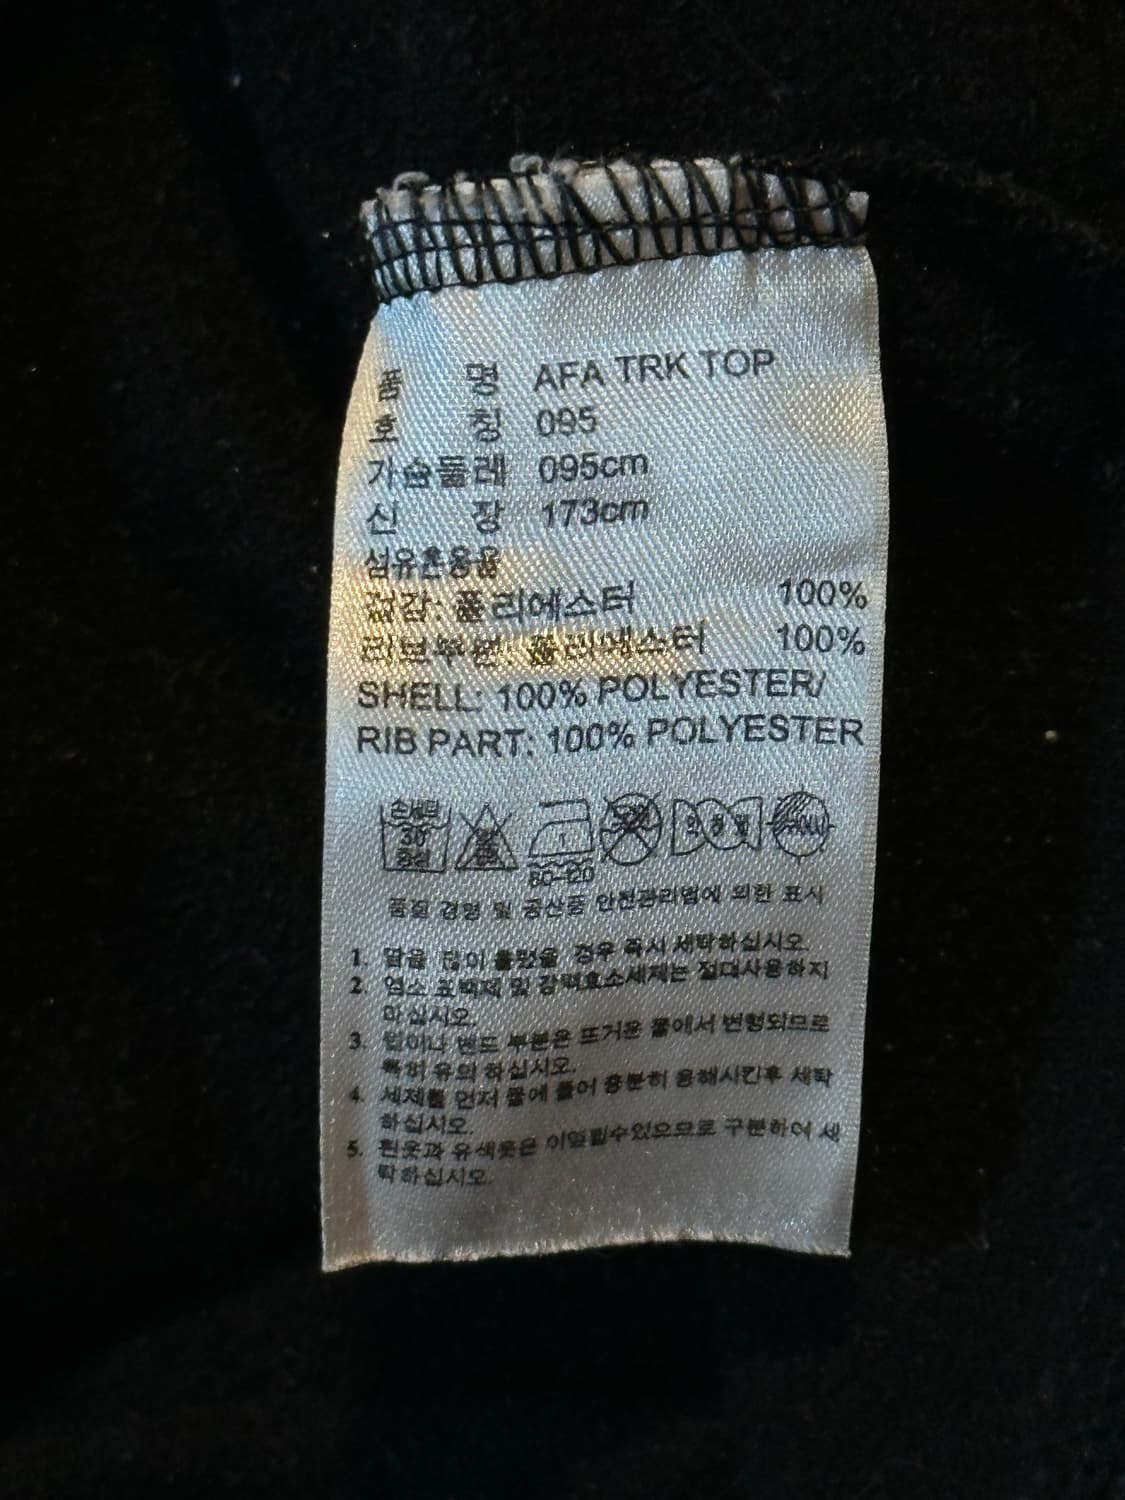 품 명 AFA TRK TOP
호 칭 095
가슴둘레 095cm
신 장 173cm
섬유혼용율
겉감: 폴리에스터 100%
리브부분: 폴리에스터 100%
SHELL: 100% POLYESTER/
RIB PART: 100% POLYESTER
손세탁
30°
중성
80-120
품질 경영 및 공산품 안전관리법에 의한 표시
1. 땀을 많이 흘렸을 경우 즉시 세탁하십시오.
2. 염소 표백제 및 강력효소세제는 절대사용하지
마십시오.
3. 밴드 부분은 뜨거운 물에서 변형되므로
특히 유의 하십시오.
4. 세제를 먼저 물에 풀어 충분히 용해시킨후 세탁
하십시오.
5. 흰옷과 유색옷은 이염될수있으므로 구분하여 세
탁하십시오.